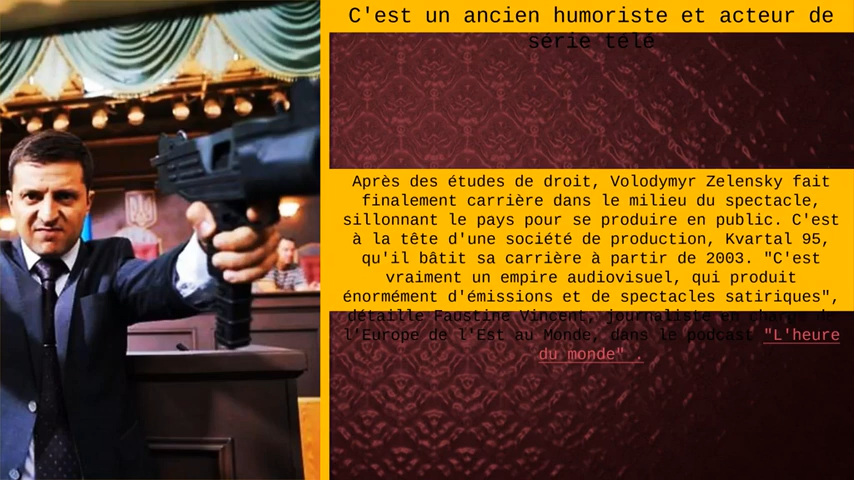 C'est un ancien humoriste et acteur de
série télé
Après des études de droit, Volodymyr Zelensky fait
finalement carrière dans le milieu du spectacle,
sillonnant le pays pour se produire en public. C'est
à la tête d'une société de production, Kvartal 95,
qu'il bâtit sa carrière à partir de 2003. "C'est
vraiment un empire audiovisuel, qui produit
énormément d'émissions et de spectacles satiriques",
détaille Faustine Vincent, journaliste en charge de
l'Europe de l'Est au Monde, dans le podcast "L'heure
du monde" .